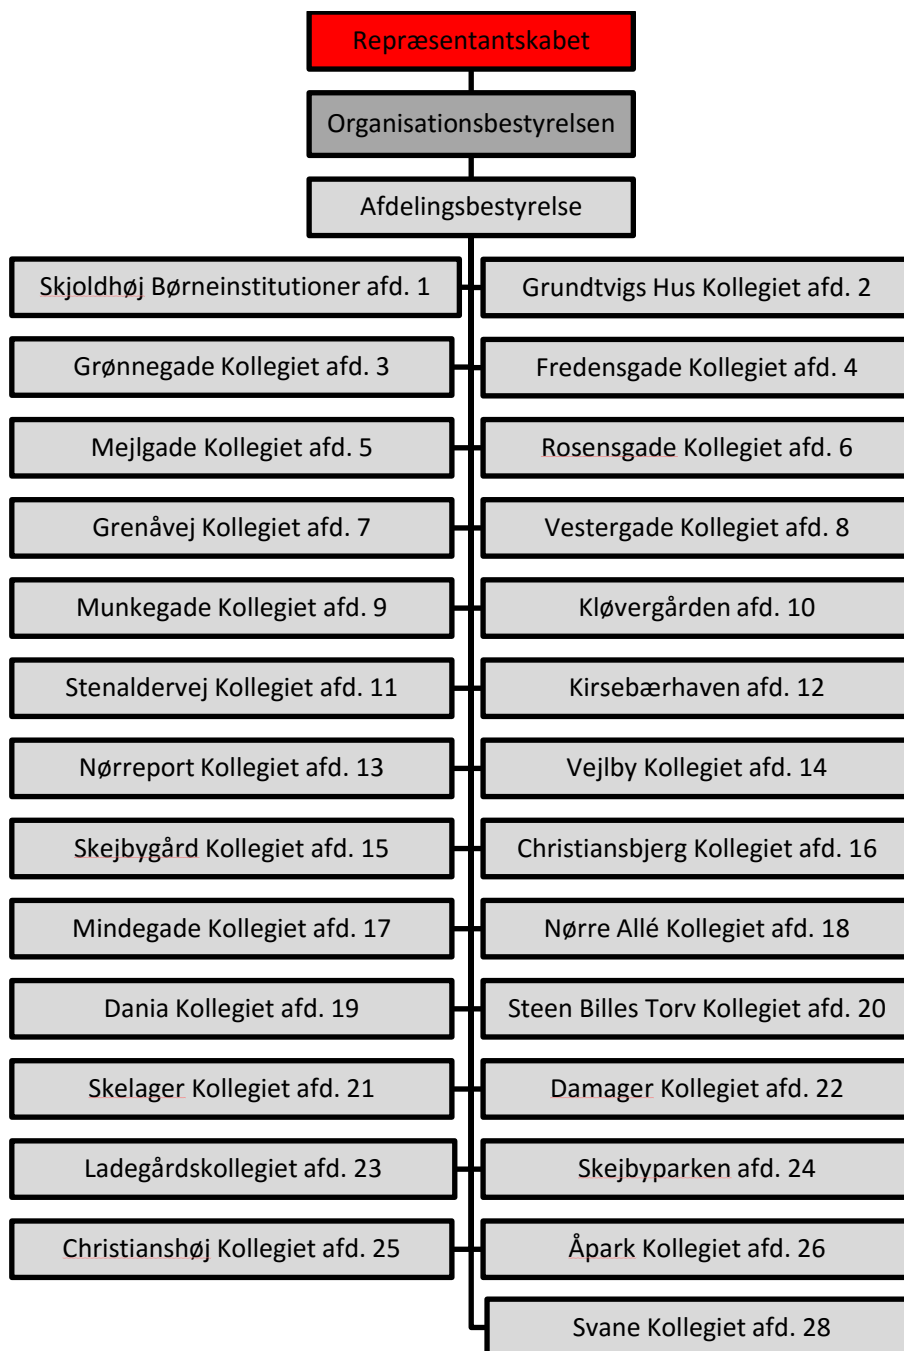 Repræsentantskabet
Organisationsbestyrelsen
Afdelingsbestyrelse
Skjoldhøj Børneinstitutioner afd. 1
Grundtvigs Hus Kollegiet afd. 2
Grønnegade Kollegiet afd. 3
Fredensgade Kollegiet afd. 4
Mejlgade Kollegiet afd. 5
Rosensgade Kollegiet afd. 6
Grenåvej Kollegiet afd. 7
Vestergade Kollegiet afd. 8
Munkegade Kollegiet afd. 9
Kløvergården afd. 10
Stenaldervej Kollegiet afd. 11
Kirsebærhaven afd. 12
Nørreport Kollegiet afd. 13
Vejlby Kollegiet afd. 14
Skejbygård Kollegiet afd. 15
Christiansbjerg Kollegiet afd. 16
Mindegade Kollegiet afd. 17
Nørre Allé Kollegiet afd. 18
Dania Kollegiet afd. 19
Steen Billes Torv Kollegiet afd. 20
Skelager Kollegiet afd. 21
Damager Kollegiet afd. 22
Ladegårdskollegiet afd. 23
Skejbyparken afd. 24
Christianshøj Kollegiet afd. 25
Åpark Kollegiet afd. 26
Svane Kollegiet afd. 28